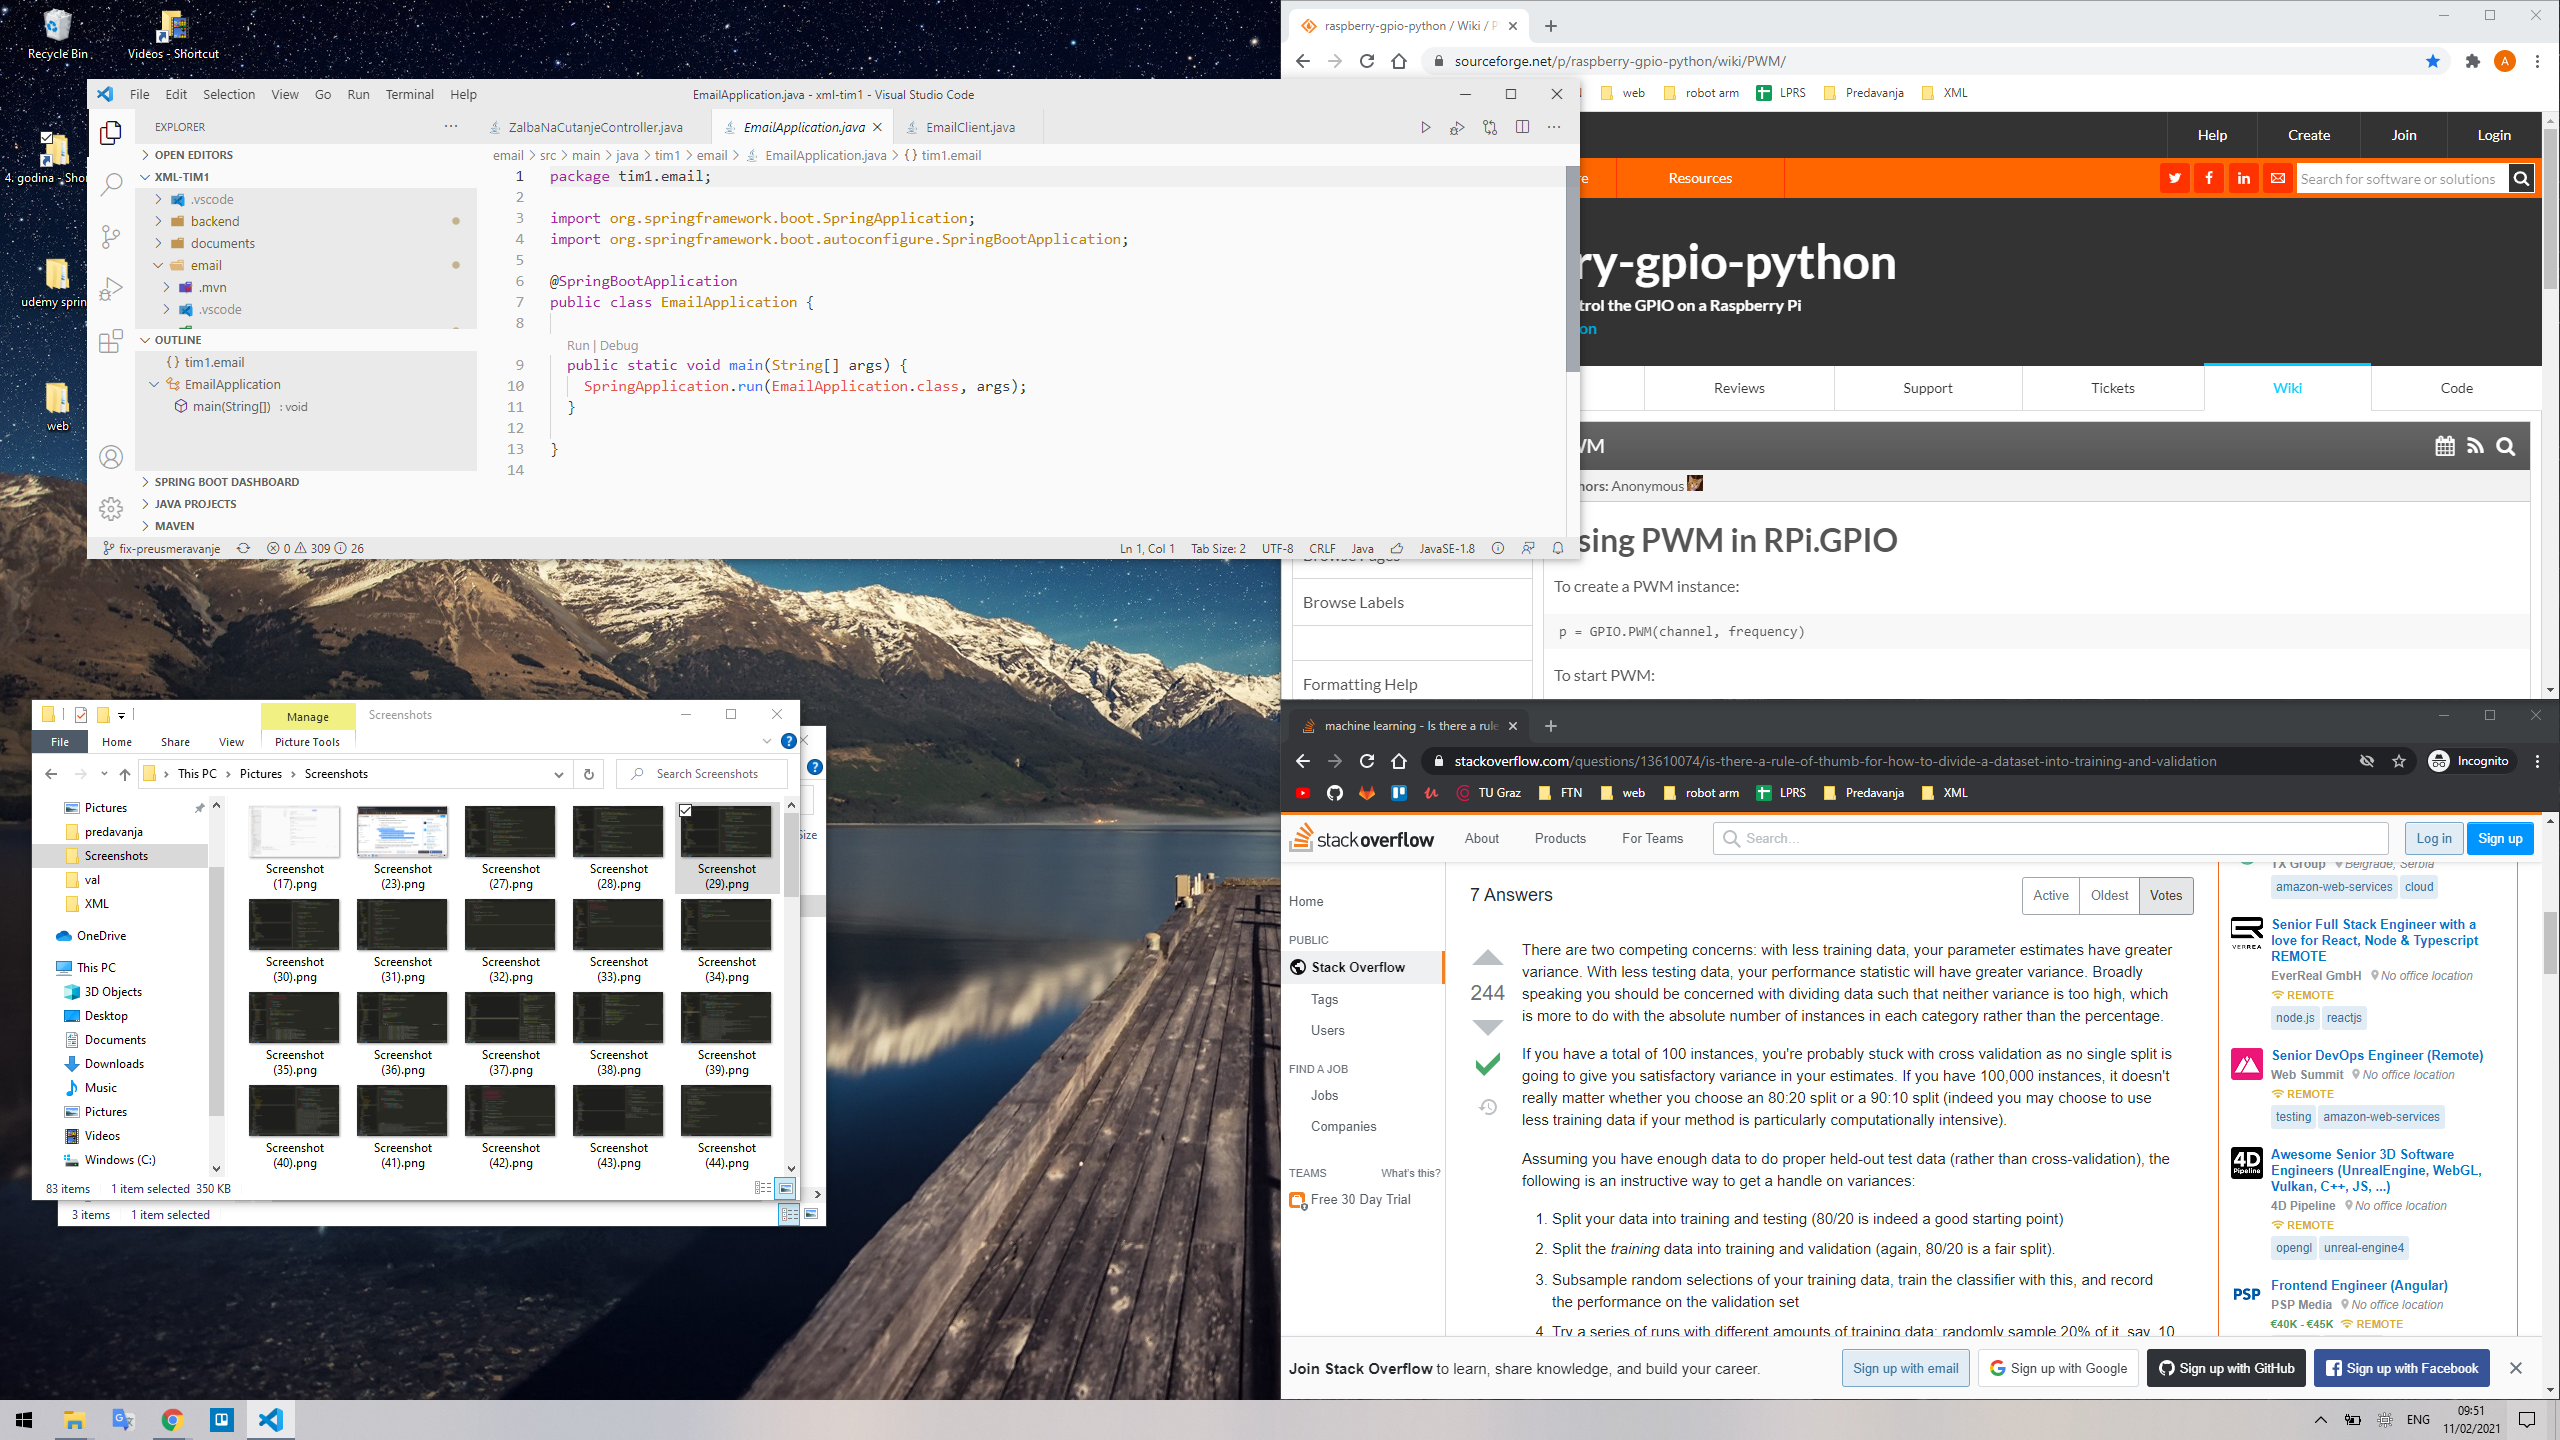 Recycle Bin
Videos - Shortcut
4. godina - Sho
udemy sprin
web
File Edit Selection View Go Run Terminal Help
EmailApplication.java - xml-tim1 - Visual Studio Code
EXPLORER
OPEN EDITORS
XML-TIM1
.vscode
backend
documents
email
.mvn
.vscode
OUTLINE
{} tim1.email
EmailApplication
main(String[]) : void
SPRING BOOT DASHBOARD
JAVA PROJECTS
MAVEN
ZalbaNaCutanjeController.java
EmailApplication.java
EmailClient.java
email > src > main > java > tim1 > email > EmailApplication.java > {} tim1.email
1 package tim1.email;
2
3 import org.springframework.boot.SpringApplication;
4 import org.springframework.boot.autoconfigure.SpringBootApplication;
5
6 @SpringBootApplication
7 public class EmailApplication {
8
Run | Debug
9 public static void main(String[] args) {
10 SpringApplication.run(EmailApplication.class, args);
11 }
12
13 }
14
fix-preusmeravanje 0 309 26
Ln 1, Col 1 Tab Size: 2 UTF-8 CRLF Java JavaSE-1.8
raspberry-gpio-python / Wiki / P
sourceforge.net/p/raspberry-gpio-python/wiki/PWM/
A
N web robot arm LPRS Predavanja XML
Help Create Join Login
re Resources
Search for software or solutions
ry-gpio-python
trol the GPIO on a Raspberry Pi
on
Reviews Support Tickets Wiki Code
WM
hors: Anonymous
sing PWM in RPi.GPIO
Browse Pages
Browse Labels
Formatting Help
To create a PWM instance:
p = GPIO.PWM(channel, frequency)
To start PWM:
Manage
Screenshots
File Home Share View Picture Tools
This PC > Pictures > Screenshots
Search Screenshots
Size
Pictures
predavanja
Screenshots
val
XML
OneDrive
This PC
3D Objects
Desktop
Documents
Downloads
Music
Pictures
Videos
Windows (C:)
Screenshot (17).png
Screenshot (23).png
Screenshot (27).png
Screenshot (28).png
Screenshot (29).png
Screenshot (30).png
Screenshot (31).png
Screenshot (32).png
Screenshot (33).png
Screenshot (34).png
Screenshot (35).png
Screenshot (36).png
Screenshot (37).png
Screenshot (38).png
Screenshot (39).png
Screenshot (40).png
Screenshot (41).png
Screenshot (42).png
Screenshot (43).png
Screenshot (44).png
83 items 1 item selected 350 KB
3 items 1 item selected
machine learning - Is there a rule
stackoverflow.com/questions/13610074/is-there-a-rule-of-thumb-for-how-to-divide-a-dataset-into-training-and-validation
Incognito
TU Graz FTN web robot arm LPRS Predavanja XML
stackoverflow About Products For Teams
Search...
Log in Sign up
Home
PUBLIC
Stack Overflow
Tags
Users
FIND A JOB
Jobs
Companies
TEAMS What's this?
Free 30 Day Trial
7 Answers
Active Oldest Votes
244
There are two competing concerns: with less training data, your parameter estimates have greater
variance. With less testing data, your performance statistic will have greater variance. Broadly
speaking you should be concerned with dividing data such that neither variance is too high, which
is more to do with the absolute number of instances in each category rather than the percentage.
If you have a total of 100 instances, you're probably stuck with cross validation as no single split is
going to give you satisfactory variance in your estimates. If you have 100,000 instances, it doesn't
really matter whether you choose an 80:20 split or a 90:10 split (indeed you may choose to use
less training data if your method is particularly computationally intensive).
Assuming you have enough data to do proper held-out test data (rather than cross-validation), the
following is an instructive way to get a handle on variances:
1. Split your data into training and testing (80/20 is indeed a good starting point)
2. Split the training data into training and validation (again, 80/20 is a fair split).
3. Subsample random selections of your training data, train the classifier with this, and record
the performance on the validation set
4. Try a series of runs with different amounts of training data: randomly sample 20% of it, say, 10
TX Group Belgrade, Serbia
amazon-web-services cloud
VERREA
Senior Full Stack Engineer with a
love for React, Node & Typescript
REMOTE
EverReal GmbH No office location
REMOTE
node.js reactjs
Senior DevOps Engineer (Remote)
Web Summit No office location
REMOTE
testing amazon-web-services
4D Pipeline
Awesome Senior 3D Software
Engineers (UnrealEngine, WebGL,
Vulkan, C++, JS, ...)
4D Pipeline No office location
REMOTE
opengl unreal-engine4
PSP
Frontend Engineer (Angular)
PSP Media No office location
€40K - €45K REMOTE
Join Stack Overflow to learn, share knowledge, and build your career.
Sign up with email
Sign up with Google
Sign up with GitHub
Sign up with Facebook
ENG
09:51
11/02/2021